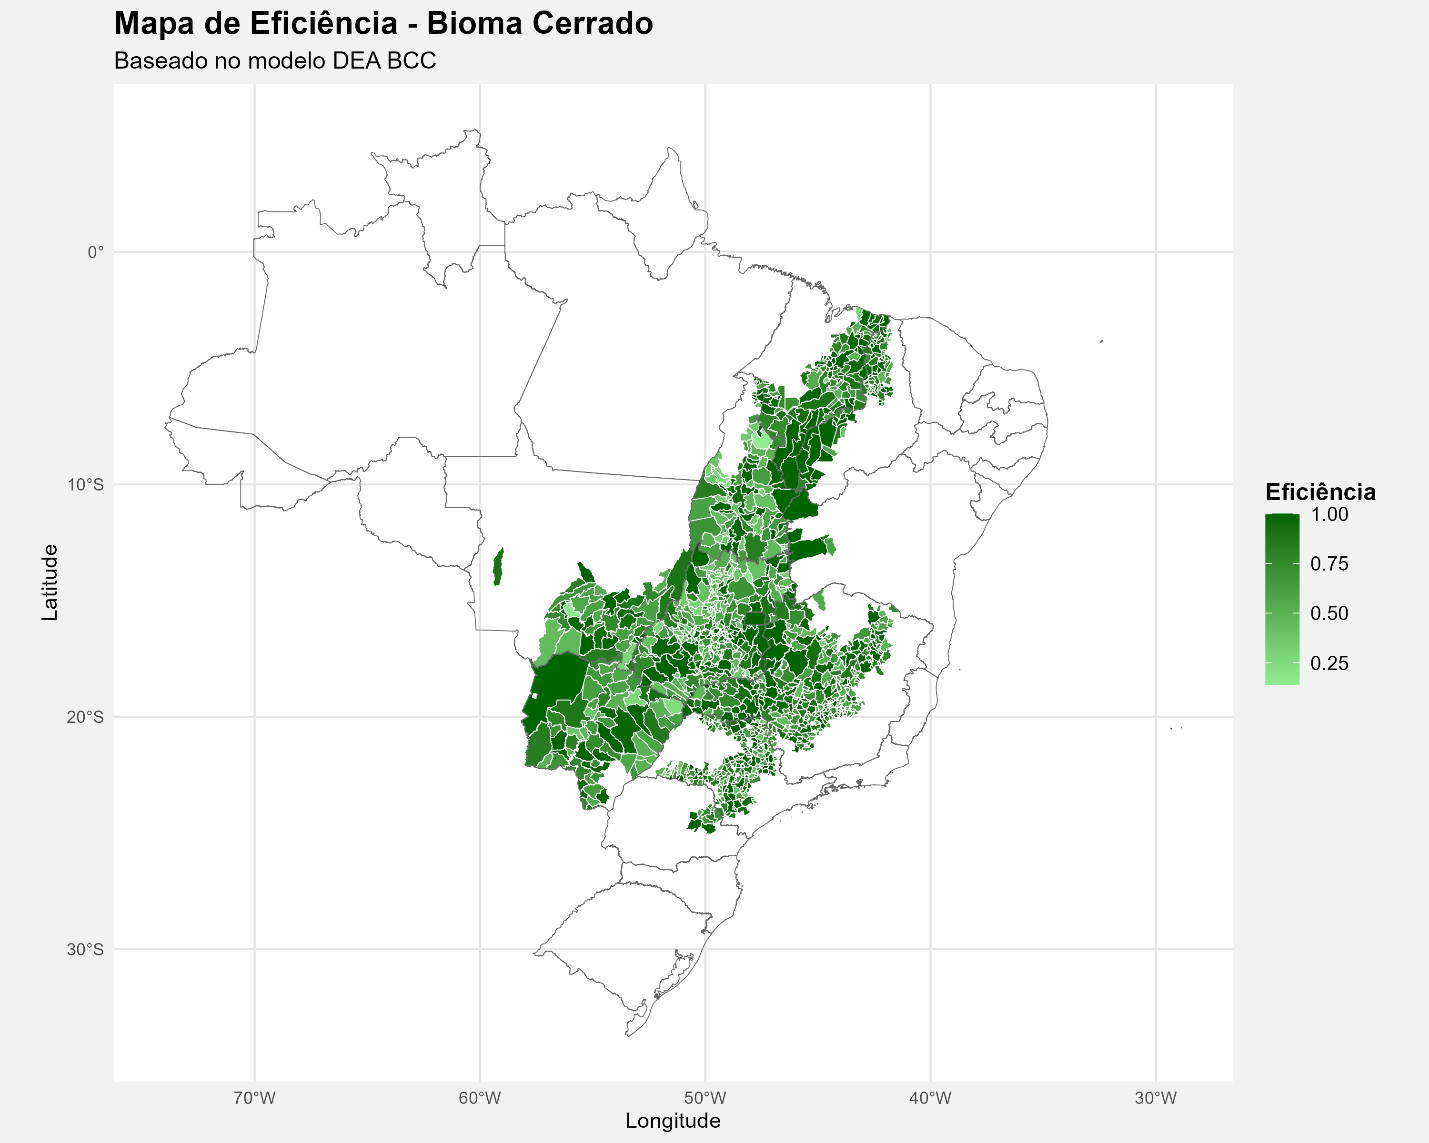 Mapa de Eficiência - Bioma Cerrado
Baseado no modelo DEA BCC
0°
10°S
20°S
30°S
Latitude
70°W
60°W
50°W
40°W
30°W
Longitude
Eficiência
1.00
0.75
0.50
0.25